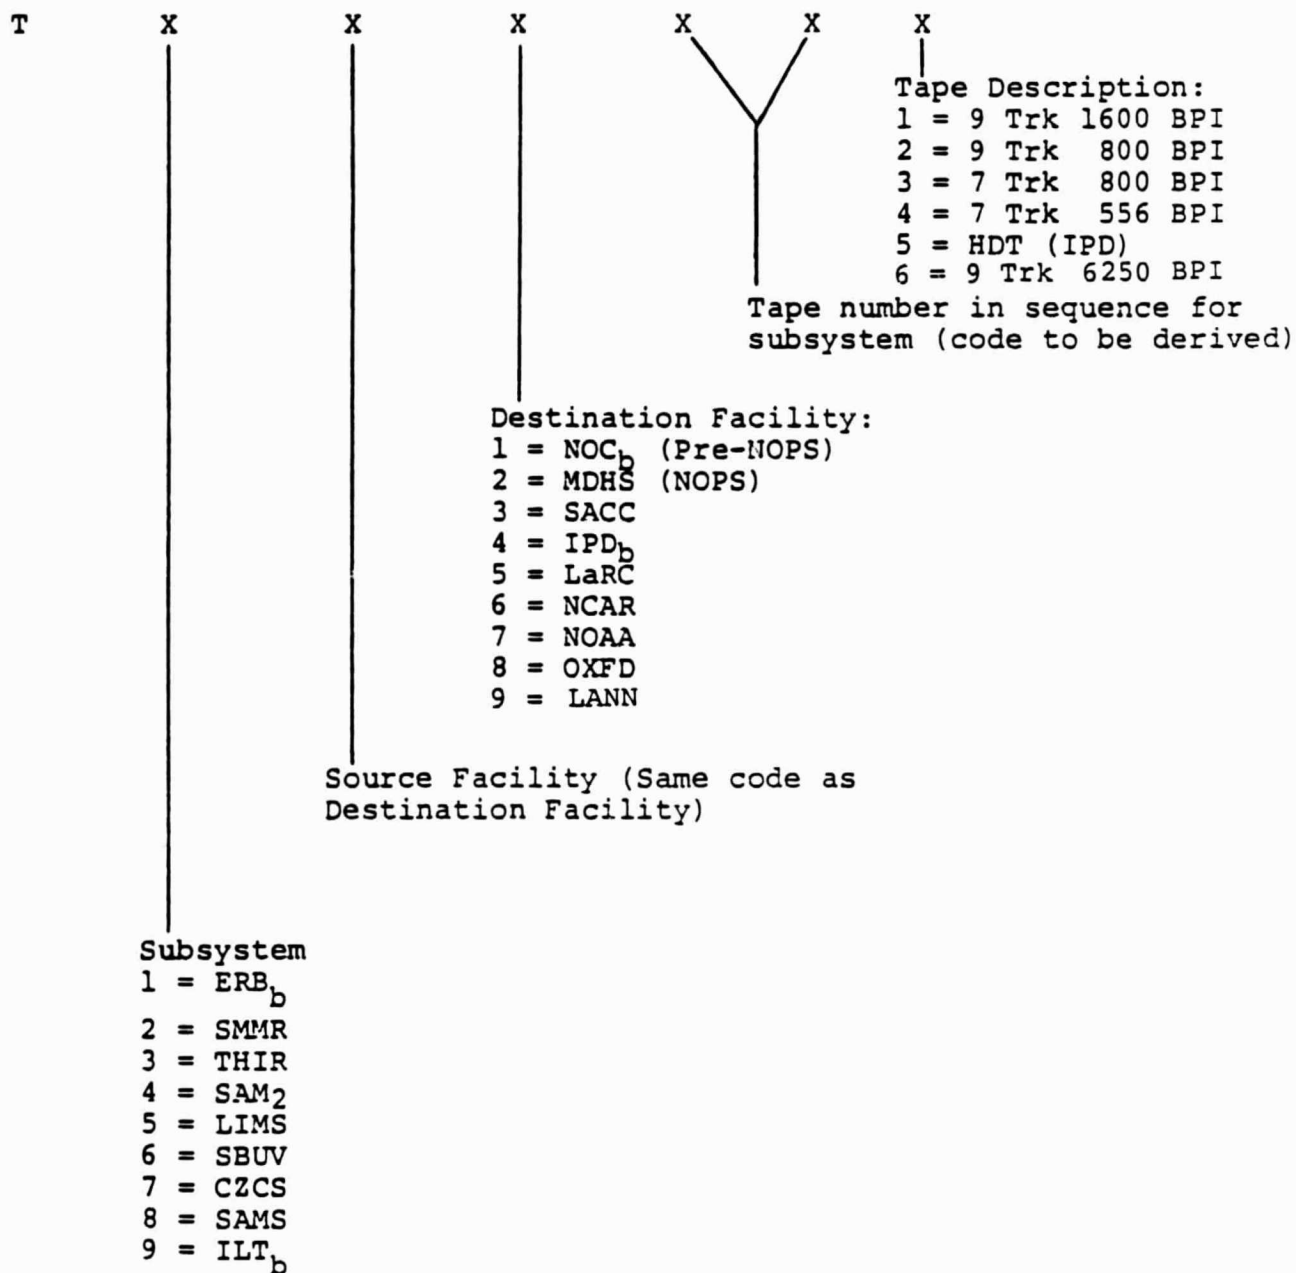 T X X X X X X
Tape Description:
1 = 9 Trk 1600 BPI
2 = 9 Trk 800 BPI
3 = 7 Trk 800 BPI
4 = 7 Trk 556 BPI
5 = HDT (IPD)
6 = 9 Trk 6250 BPI
Tape number in sequence for
subsystem (code to be derived)
Destination Facility:
1 = NOCb (Pre-NOPS)
2 = MDHS (NOPS)
3 = SACC
4 = IPDb
5 = LaRC
6 = NCAR
7 = NOAA
8 = OXFD
9 = LANN
Source Facility (Same code as
Destination Facility)
Subsystem
1 = ERBb
2 = SMMR
3 = THIR
4 = SAM2
5 = LIMS
6 = SBUV
7 = CZCS
8 = SAMS
9 = ILTb